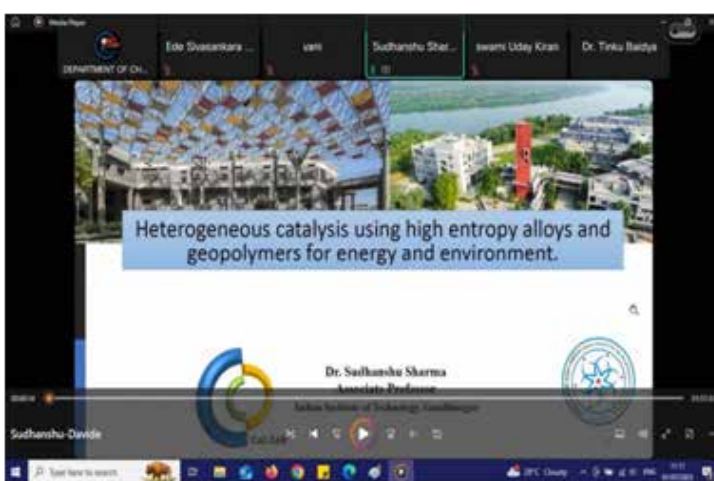 Media Player
DEPARTMENT OF CH...
Ede Sivasankara ...
vani
Sudhanshu Shar...
swami Uday Kiran
Dr. Tinku Baidya
Heterogeneous catalysis using high entropy alloys and
geopolymers for energy and environment.
Dr. Sudhanshu Sharma
Associate Professor
Indian Institute of Technology, Gandhinagar
Sudhanshu-Davide
Type here to search
Cloudy